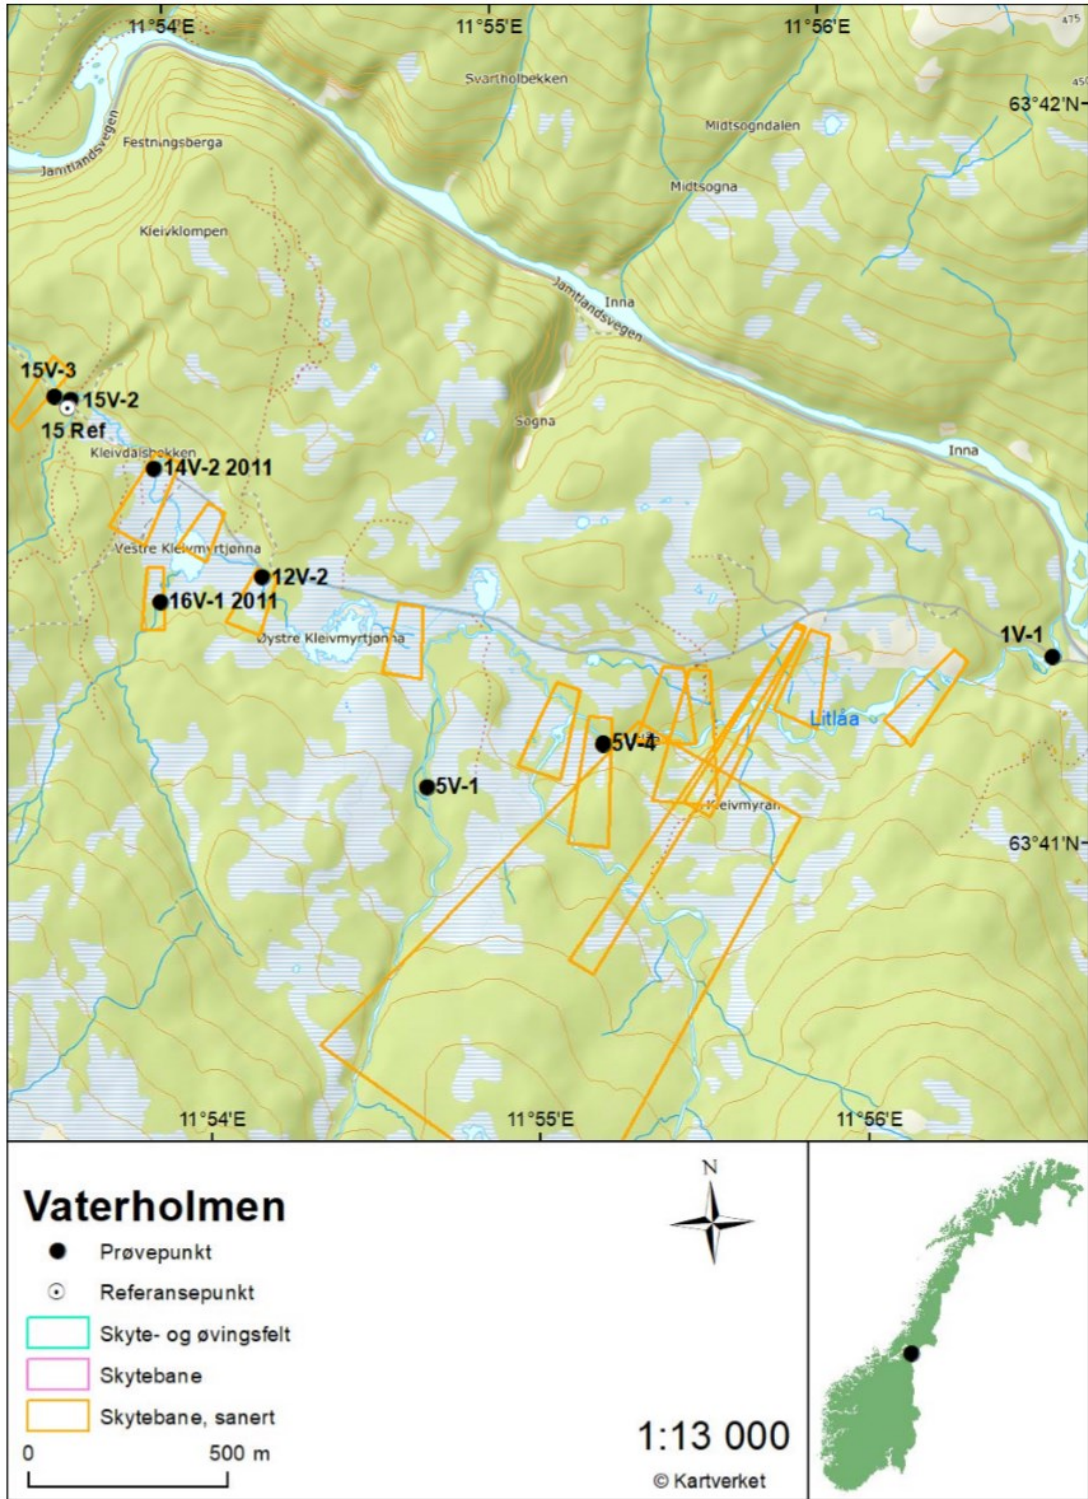 11°54'E
11°55'E
11°56'E
475
450
Svartholbekken
63°42'N
Midtsogndalen
Festningsberga
Jamtlandsvegen
Midtsogna
Kleivklompen
Jamtlandsvegen
Inna
15V-3
15V-2
15 Ref
Sogna
Inna
Kleivdalsbekken
14V-2 2011
Vestre Kleivmyrtjønna
12V-2
16V-1 2011
Øystre Kleivmyrtjønna
1V-1
Litlåa
5V-4
5V-1
Kleivmyran
63°41'N
11°54'E
11°55'E
11°56'E
Vaterholmen
N
Prøvepunkt
Referansepunkt
Skyte- og øvingsfelt
Skytebane
Skytebane, sanert
0 500 m
1:13 000
© Kartverket